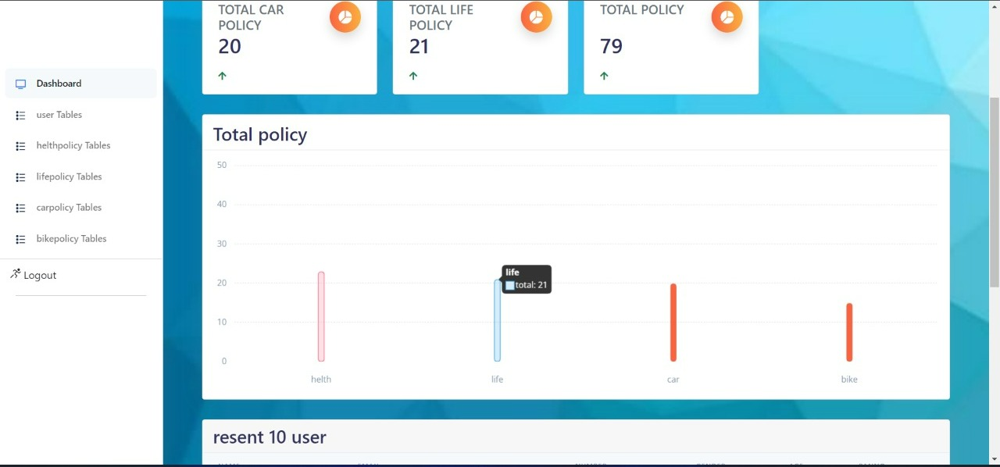 TOTAL CAR
POLICY
20
TOTAL LIFE
POLICY
21
TOTAL POLICY
79
Dashboard
user Tables
helthpolicy Tables
lifepolicy Tables
carpolicy Tables
bikepolicy Tables
Logout
Total policy
50
40
30
20
10
0
life
total: 21
helth
life
car
bike
resent 10 user